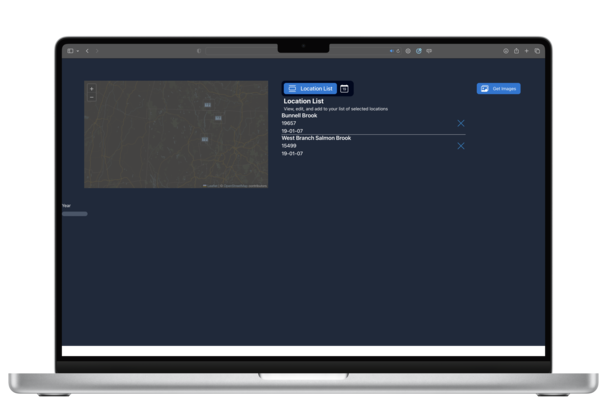 +
−
Location List
Get Images
Location List
View, edit, and add to your list of selected locations
Bunnell Brook
19657
19-01-07
West Branch Salmon Brook
15499
19-01-07
Year